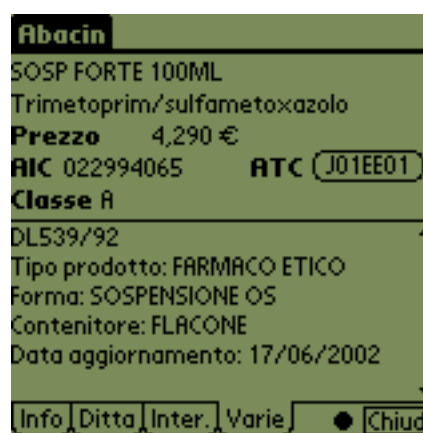 Abacin
SOSP FORTE 100ML
Trimetoprim/sulfametoxazolo
Prezzo 4,290 €
AIC 022994065 ATC J01EE01
Classe A
DL539/92
Tipo prodotto: FARMACO ETICO
Forma: SOSPENSIONE OS
Contenitore: FLACONE
Data aggiornamento: 17/06/2002
Info Ditta Inter. Varie Chiud